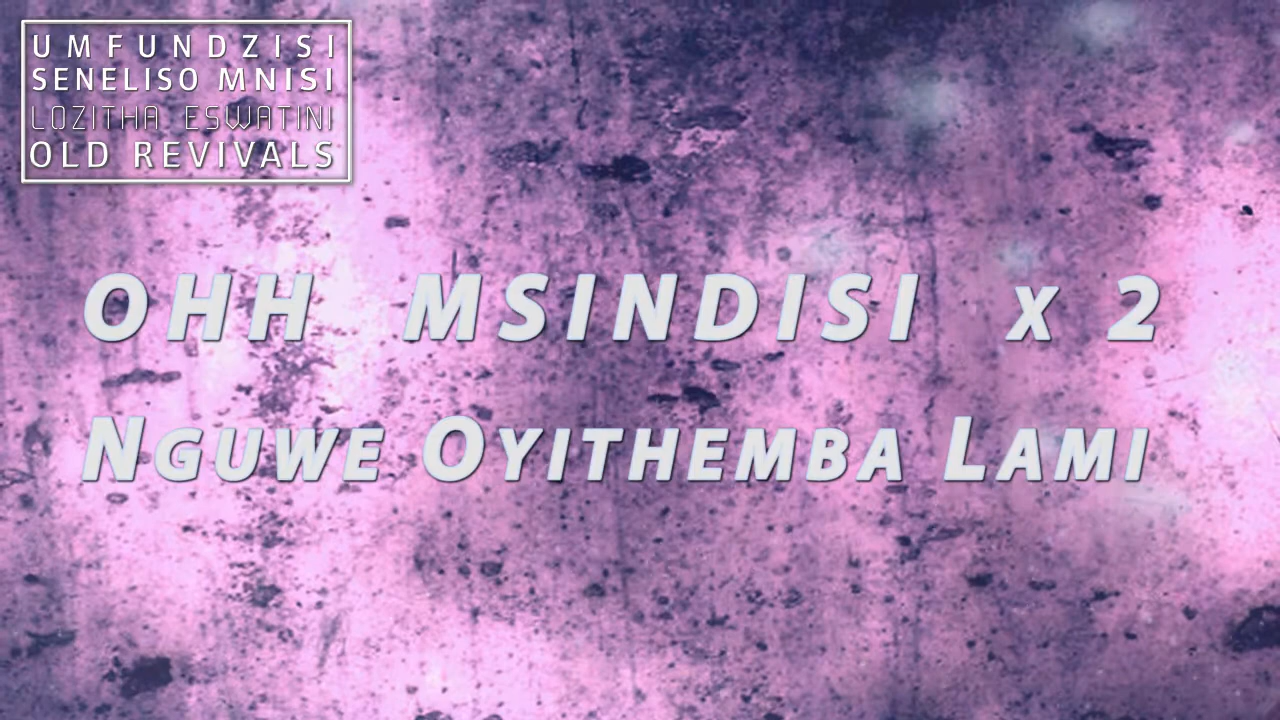 UMFUNDZISI
SENELISO MNISI
LOZITHA ESWATINI
OLD REVIVALS
OHH MSINDISI x 2
NGUWE OYITHEMBA LAMI